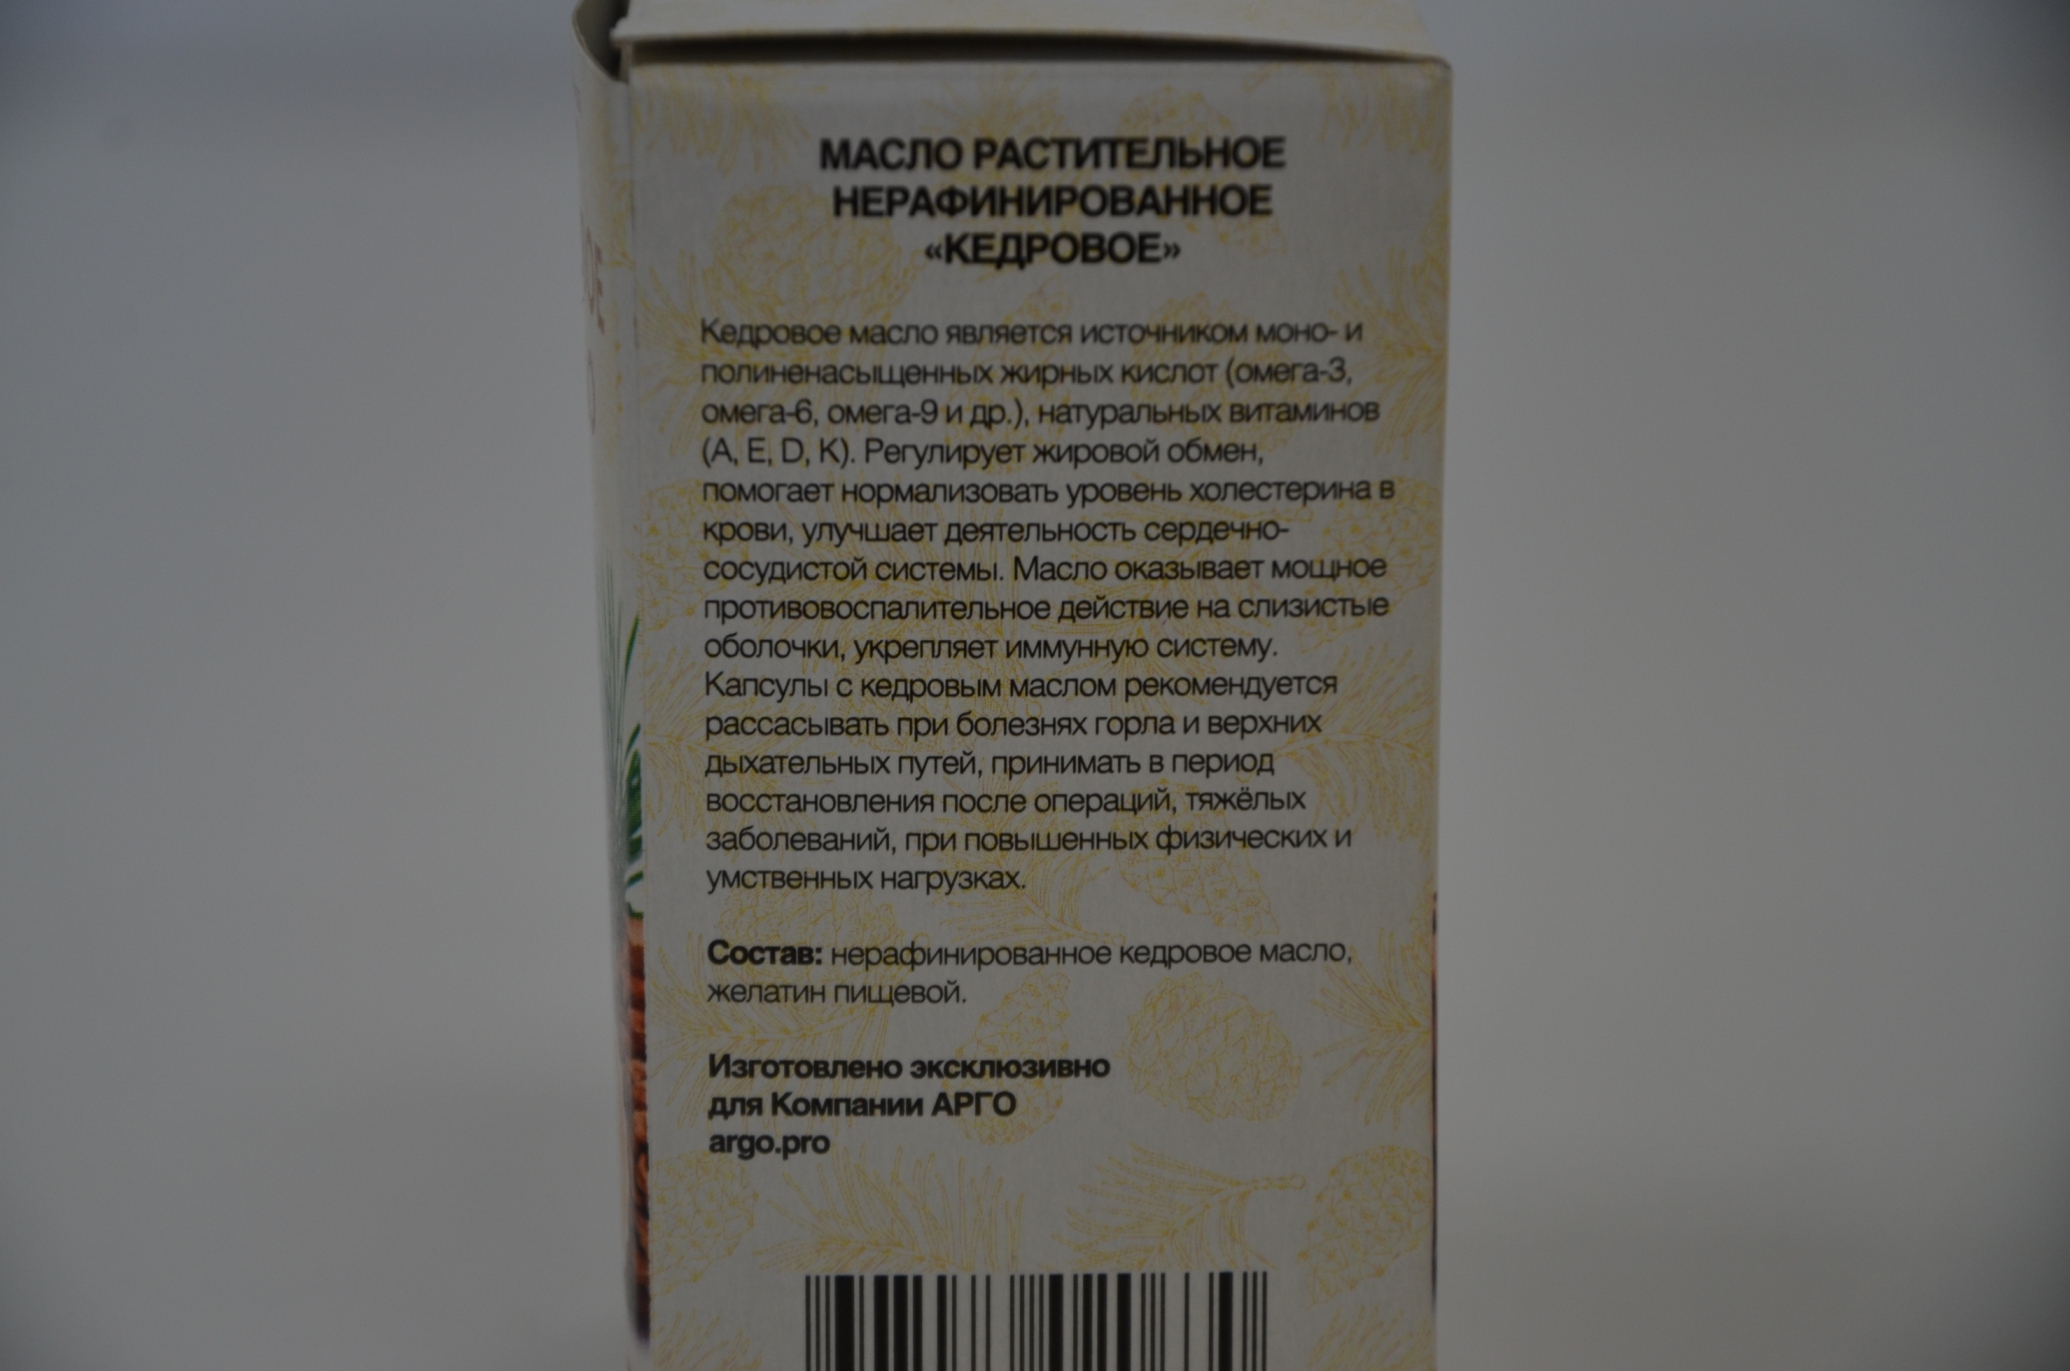 МАСЛО РАСТИТЕЛЬНОЕ
НЕРАФИНИРОВАННОЕ
«КЕДРОВОЕ»
Кедровое масло является источником моно- и
полиненасыщенных жирных кислот (омега-3,
омега-6, омега-9 и др.), натуральных витаминов
(A, E, D, K). Регулирует жировой обмен,
помогает нормализовать уровень холестерина в
крови, улучшает деятельность сердечно-
сосудистой системы. Масло оказывает мощное
противовоспалительное действие на слизистые
оболочки, укрепляет иммунную систему.
Капсулы с кедровым маслом рекомендуется
рассасывать при болезнях горла и верхних
дыхательных путей, принимать в период
восстановления после операций, тяжёлых
заболеваний, при повышенных физических и
умственных нагрузках.
Состав: нерафинированное кедровое масло,
желатин пищевой.
Изготовлено эксклюзивно
для Компании АРГО
argo.pro